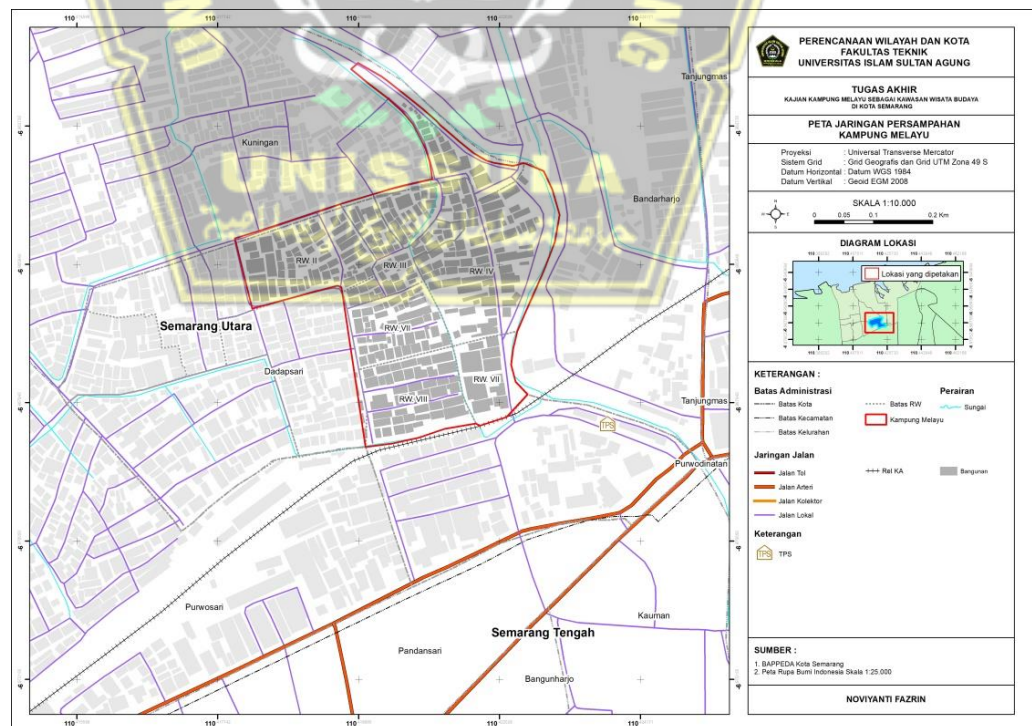 PERENCANAAN WILAYAH DAN KOTA
FAKULTAS TEKNIK
UNIVERSITAS ISLAM SULTAN AGUNG
TUGAS AKHIR
KAJIAN KAMPUNG MELAYU SEBAGAI KAWASAN WISATA BUDAYA
DI KOTA SEMARANG
PETA JARINGAN PERSAMPAHAN
KAMPUNG MELAYU
Proyeksi : Universal Transverse Mercator
Sistem Grid : Grid Geografis dan Grid UTM Zona 49 S
Datum Horizontal : Datum WGS 1984
Datum Vertikal : Geoid EGM 2008
SKALA 1:10.000
0 0.05 0.1 0.2 Km
DIAGRAM LOKASI
Lokasi yang dipetakan
KETERANGAN :
Batas Administrasi
Batas Kota
Batas Kecamatan
Batas Kelurahan
Batas RW
Kampung Melayu
Perairan
Sungai
Jaringan Jalan
Jalan Tol
Jalan Arteri
Jalan Kolektor
Jalan Lokal
Rel KA
Bangunan
Keterangan
TPS TPS
SUMBER :
1. BAPPEDA Kota Semarang
2. Peta Rupa Bumi Indonesia Skala 1:25.000
NOVIYANTI FAZRIN
Tanjungmas
Kuningan
UNISSULA
Bandarharjo
RW. II
RW. III
RW. IV
Semarang Utara
RW. VII
Dadapsari
RW. VII
RW. VIII
Tanjungmas
TPS
Purwodinatan
Purwosari
Kauman
Semarang Tengah
Pandansari
Bangunharjo